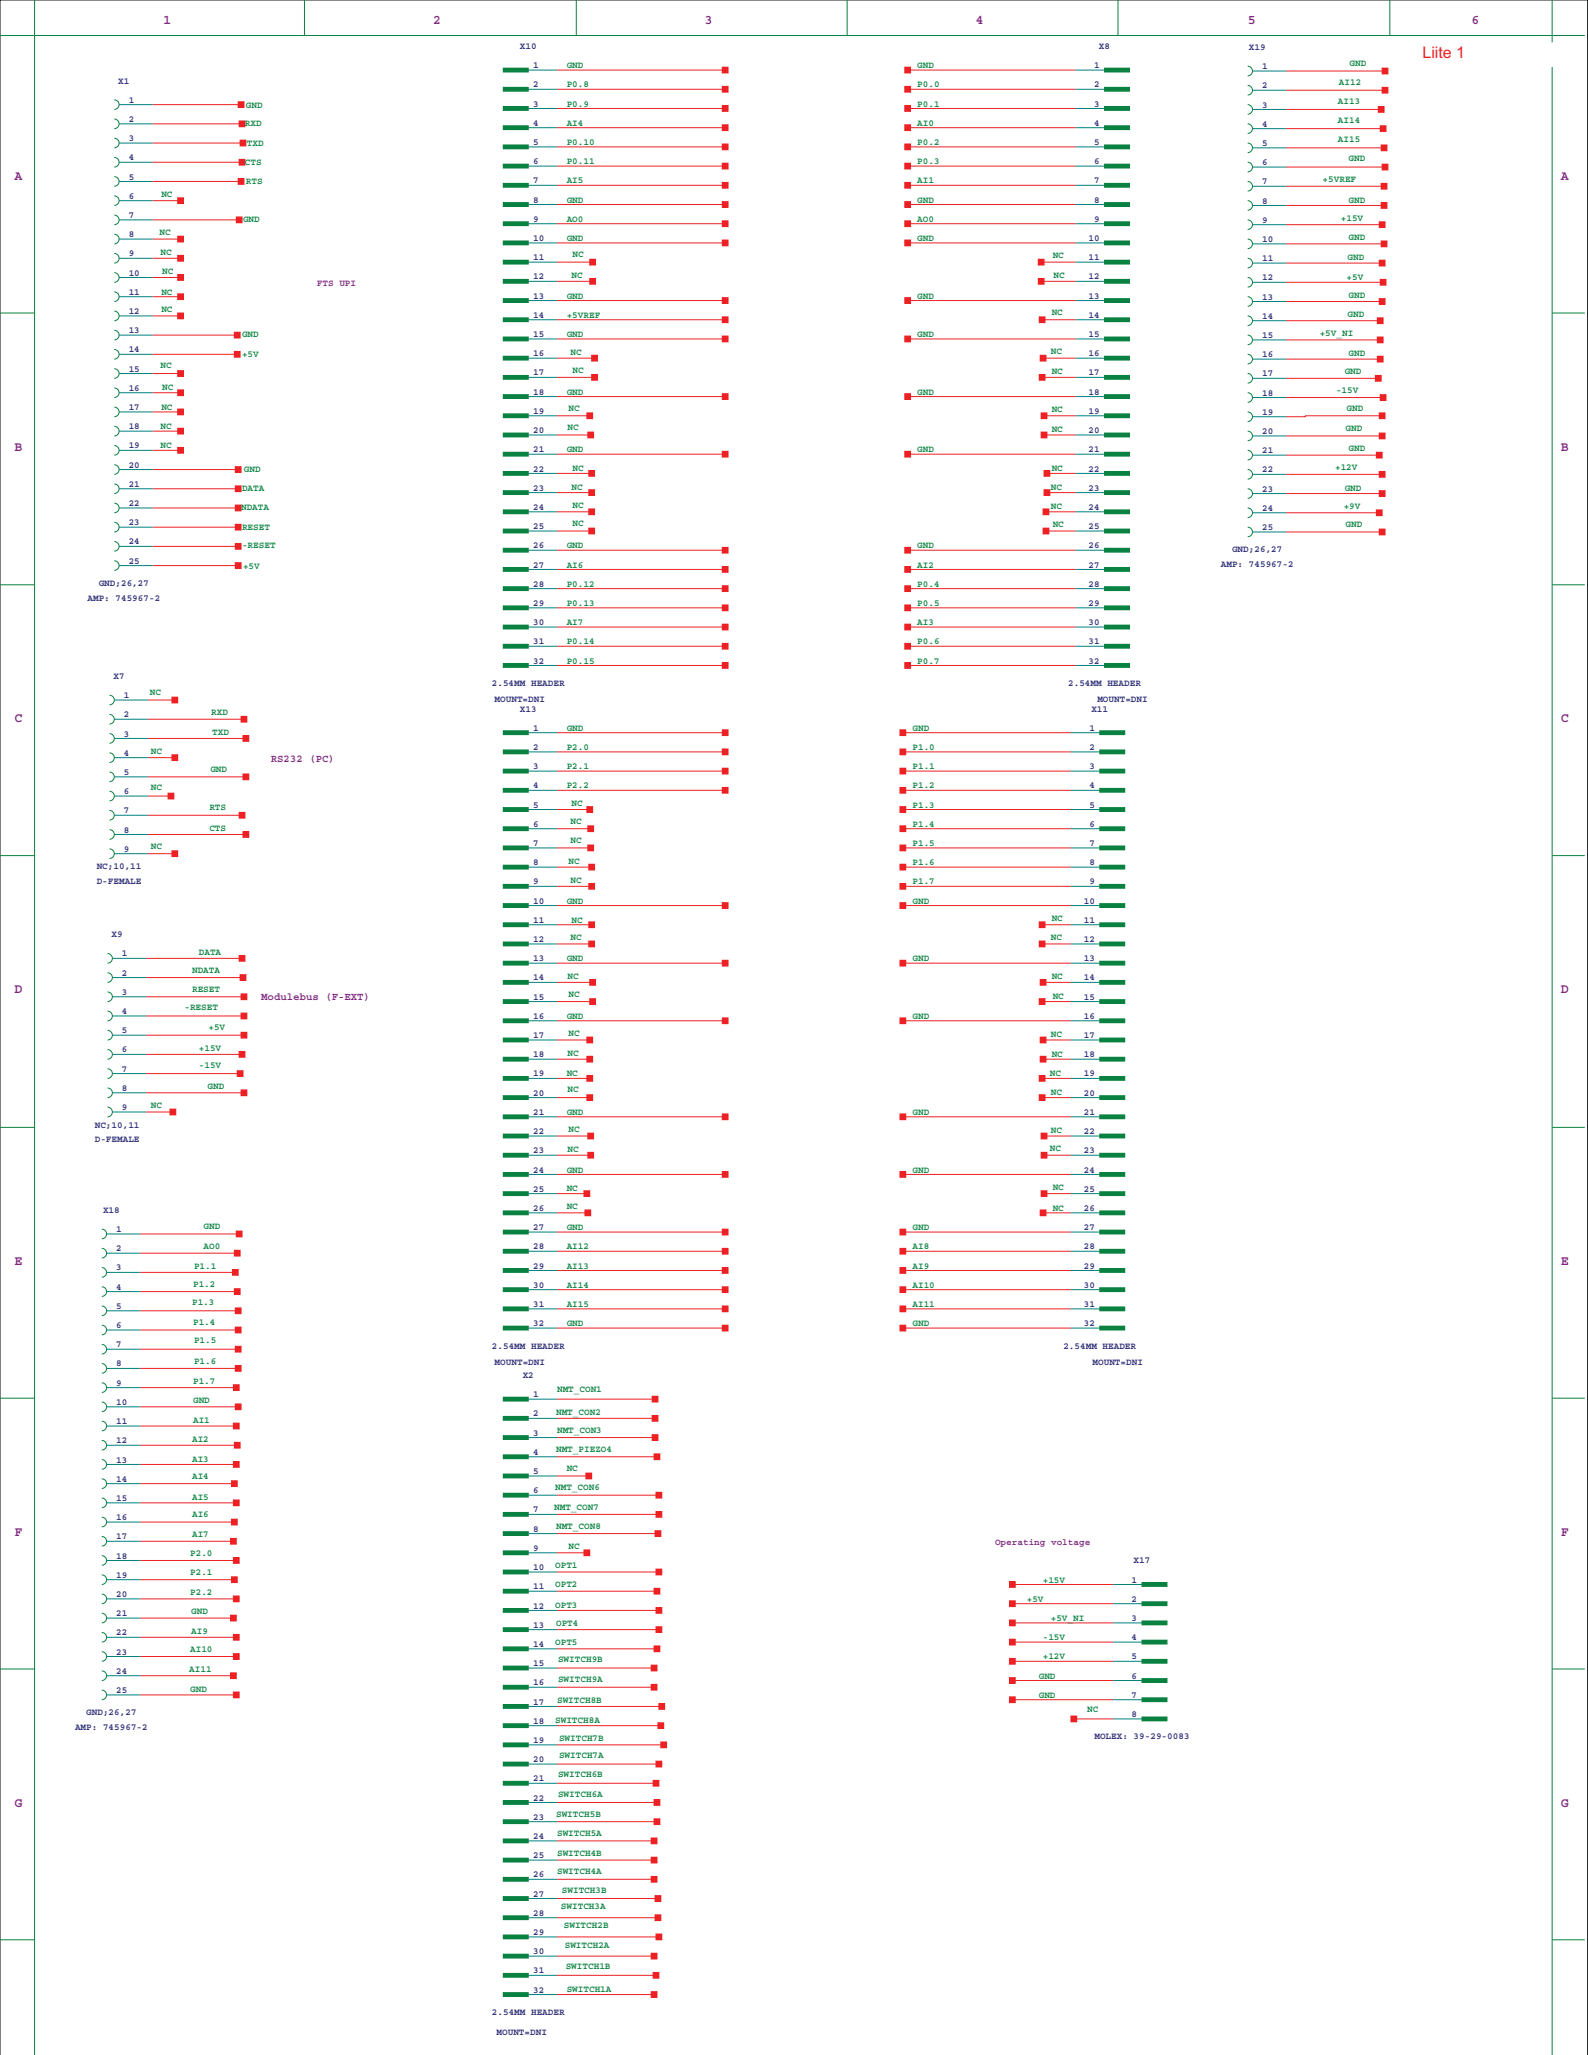 1 2 3 4 5 6
Liite 1
A
B
C
D
E
F
G
A
B
C
D
E
F
G
X1
1 GND
2 RXD
3 TXD
4 CTS
5 RTS
6 NC
7 GND
8 NC
9 NC
10 NC
11 NC
12 NC
13 GND
14 +5V
15 NC
16 NC
17 NC
18 NC
19 NC
20 GND
21 DATA
22 NDATA
23 RESET
24 -RESET
25 +5V
GND;26,27
AMP: 745967-2
FTS UPI
X7
1 NC
2 RXD
3 TXD
4 NC
5 GND
6 NC
7 RTS
8 CTS
9 NC
NC;10,11
D-FEMALE
RS232 (PC)
X9
1 DATA
2 NDATA
3 RESET
4 -RESET
5 +5V
6 +15V
7 -15V
8 GND
9 NC
NC;10,11
D-FEMALE
Modulebus (F-EXT)
X18
1 GND
2 AO0
3 P1.1
4 P1.2
5 P1.3
6 P1.4
7 P1.5
8 P1.6
9 P1.7
10 GND
11 AI1
12 AI2
13 AI3
14 AI4
15 AI5
16 AI6
17 AI7
18 P2.0
19 P2.1
20 P2.2
21 GND
22 AI9
23 AI10
24 AI11
25 GND
GND;26,27
AMP: 745967-2
X10
1 GND
2 P0.8
3 P0.9
4 AI4
5 P0.10
6 P0.11
7 AI5
8 GND
9 AO0
10 GND
11 NC
12 NC
13 GND
14 +5VREF
15 GND
16 NC
17 NC
18 GND
19 NC
20 NC
21 GND
22 NC
23 NC
24 NC
25 NC
26 GND
27 AI6
28 P0.12
29 P0.13
30 AI7
31 P0.14
32 P0.15
2.54MM HEADER
MOUNT=DNI
X13
1 GND
2 P2.0
3 P2.1
4 P2.2
5 NC
6 NC
7 NC
8 NC
9 NC
10 GND
11 NC
12 NC
13 GND
14 NC
15 NC
16 GND
17 NC
18 NC
19 NC
20 NC
21 GND
22 NC
23 NC
24 GND
25 NC
26 NC
27 GND
28 AI12
29 AI13
30 AI14
31 AI15
32 GND
2.54MM HEADER
MOUNT=DNI
X2
1 NMT_CON1
2 NMT_CON2
3 NMT_CON3
4 NMT_PIEZO4
5 NC
6 NMT_CON6
7 NMT_CON7
8 NMT_CON8
9 NC
10 OPT1
11 OPT2
12 OPT3
13 OPT4
14 OPT5
15 SWITCH9B
16 SWITCH9A
17 SWITCH8B
18 SWITCH8A
19 SWITCH7B
20 SWITCH7A
21 SWITCH6B
22 SWITCH6A
23 SWITCH5B
24 SWITCH5A
25 SWITCH4B
26 SWITCH4A
27 SWITCH3B
28 SWITCH3A
29 SWITCH2B
30 SWITCH2A
31 SWITCH1B
32 SWITCH1A
2.54MM HEADER
MOUNT=DNI
X8
GND 1
P0.0 2
P0.1 3
AI0 4
P0.2 5
P0.3 6
AI1 7
GND 8
AO0 9
GND 10
NC 11
NC 12
GND 13
NC 14
GND 15
NC 16
NC 17
GND 18
NC 19
NC 20
GND 21
NC 22
NC 23
NC 24
NC 25
GND 26
AI2 27
P0.4 28
P0.5 29
AI3 30
P0.6 31
P0.7 32
2.54MM HEADER
MOUNT=DNI
X11
GND 1
P1.0 2
P1.1 3
P1.2 4
P1.3 5
P1.4 6
P1.5 7
P1.6 8
P1.7 9
GND 10
NC 11
NC 12
GND 13
NC 14
NC 15
GND 16
NC 17
NC 18
NC 19
NC 20
GND 21
NC 22
NC 23
GND 24
NC 25
NC 26
GND 27
AI8 28
AI9 29
AI10 30
AI11 31
GND 32
2.54MM HEADER
MOUNT=DNI
Operating voltage
X17
+15V 1
+5V 2
+5V_NI 3
-15V 4
+12V 5
GND 6
GND 7
NC 8
MOLEX: 39-29-0083
X19
1 GND
2 AI12
3 AI13
4 AI14
5 AI15
6 GND
7 +5VREF
8 GND
9 +15V
10 GND
11 GND
12 +5V
13 GND
14 GND
15 +5V_NI
16 GND
17 GND
18 -15V
19 GND
20 GND
21 GND
22 +12V
23 GND
24 +9V
25 GND
GND;26,27
AMP: 745967-2